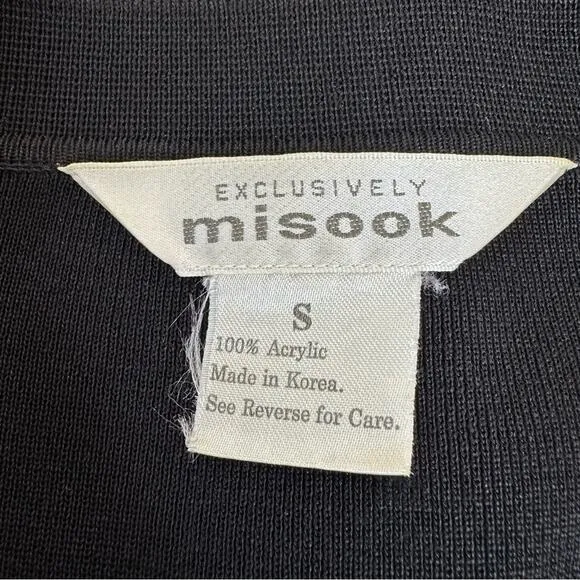 EXCLUSIVELY
misook
S
100% Acrylic
Made in Korea.
See Reverse for Care.